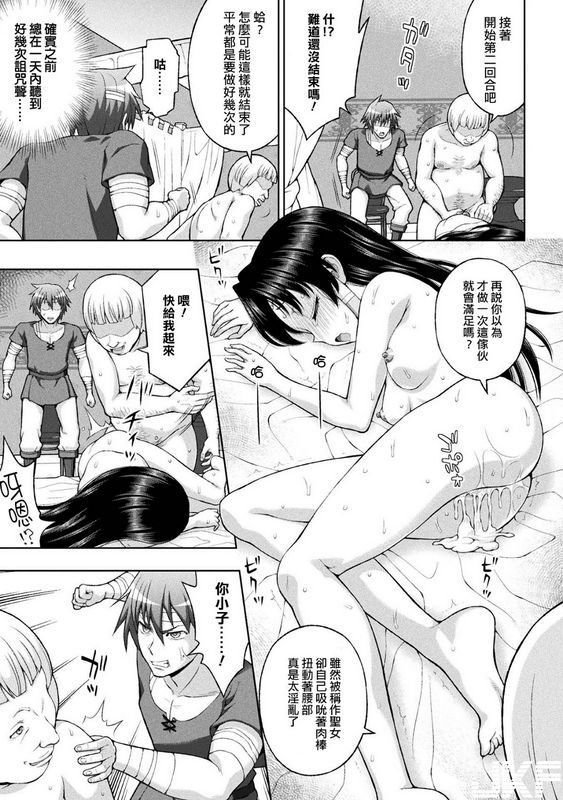 接著
開始第二回合吧
ガタッ
什!?
難道還沒結束嗎!
蛤?
怎麼可能這樣就結束了
平常都是要做好幾次的
咕……
確實之前
總在一天內聽到
好幾次詛咒聲……
再說你以為
才做一次這傢伙
就會滿足嗎?
ハァ
ハァ
ビクッ
喂!
快給我起來
呀嗯!?
雖然被稱作聖女
卻自己吸吮著肉棒
扭動著腰部
真是太淫亂了
ビクッ
你小子……
JKF